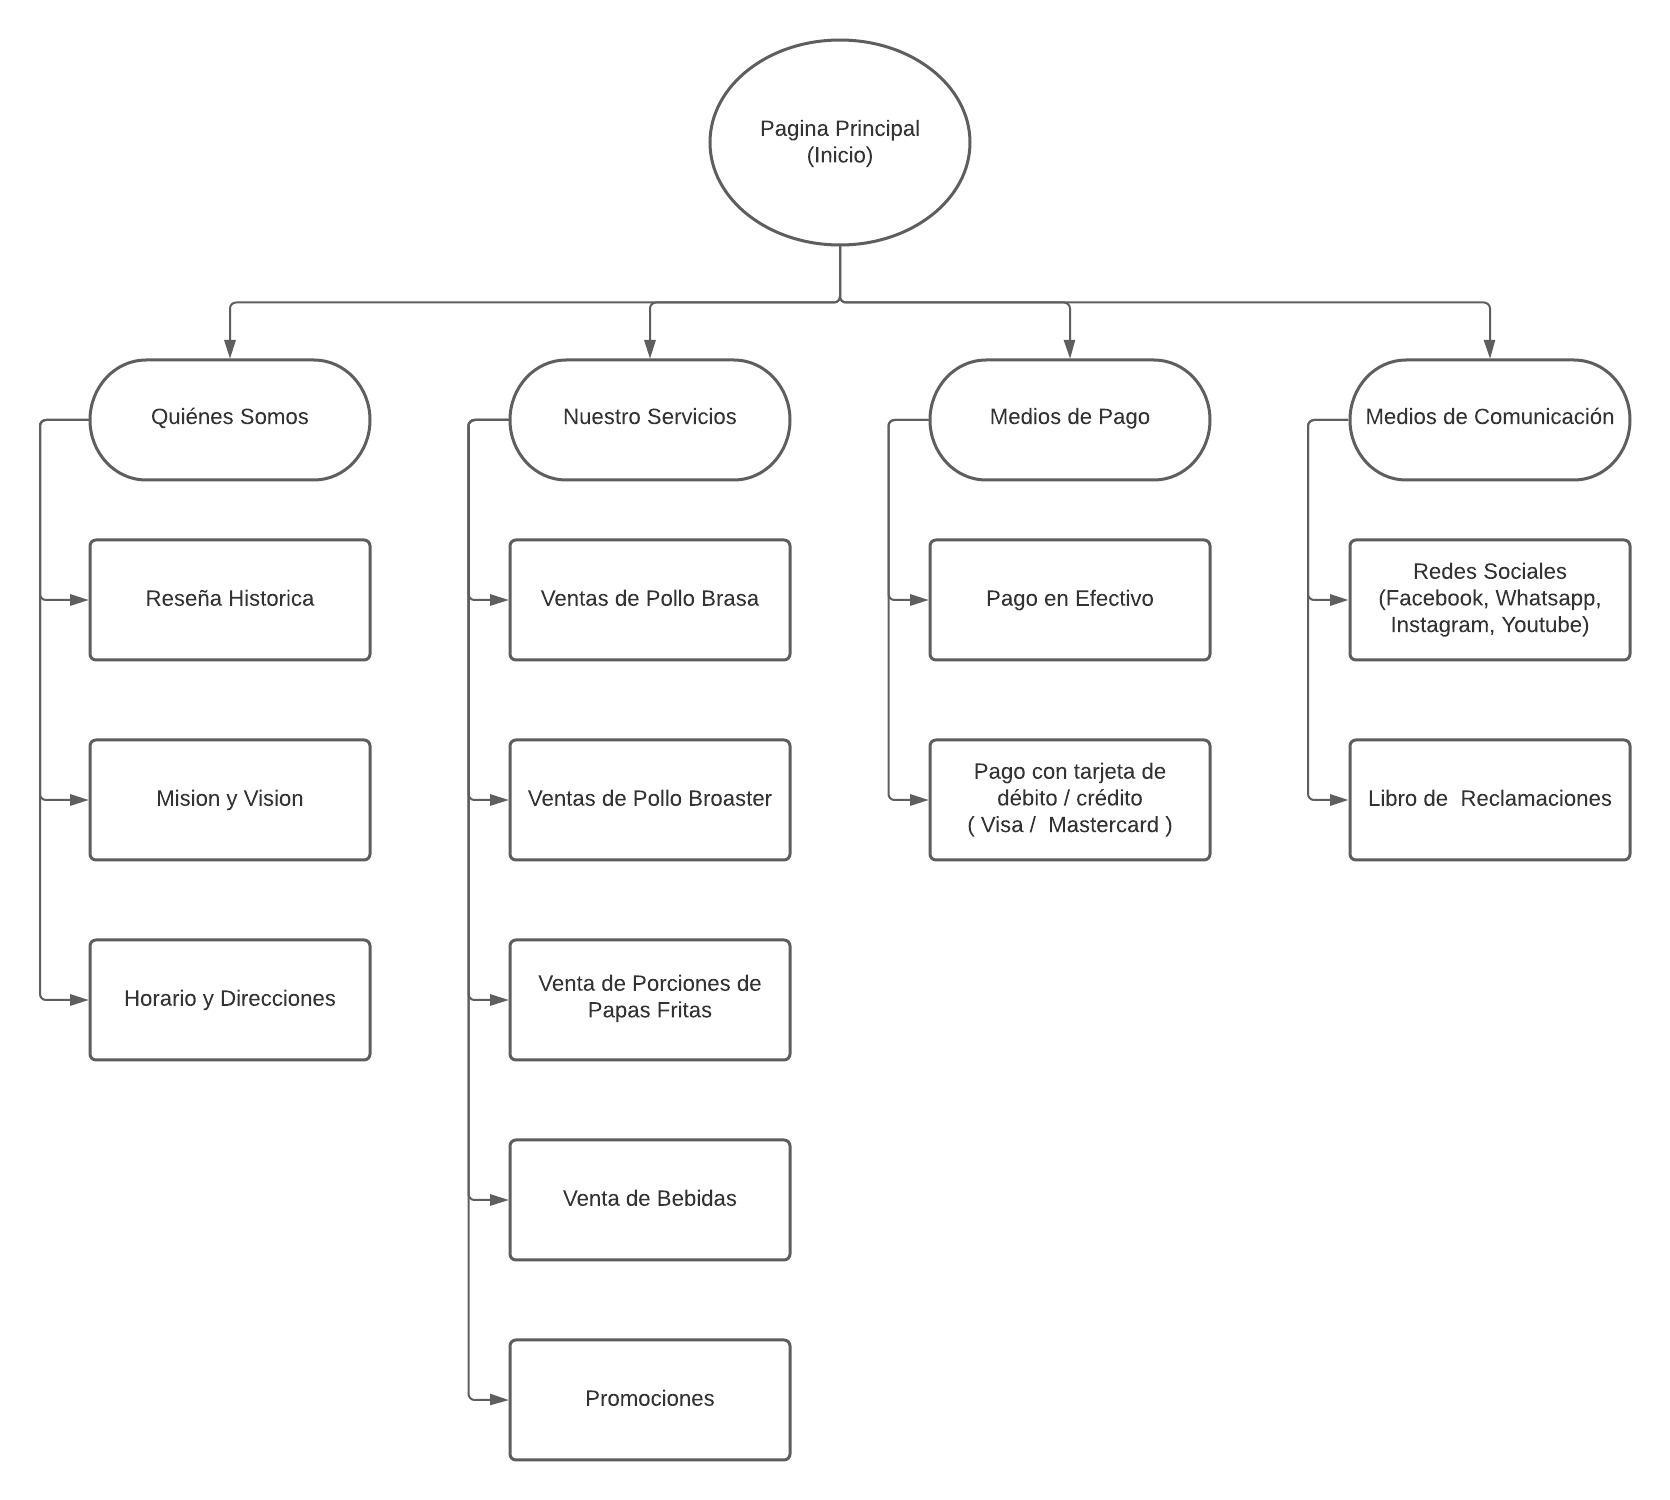 Pagina Principal
(Inicio)
Quiénes Somos
Nuestro Servicios
Medios de Pago
Medios de Comunicación
Reseña Historica
Mision y Vision
Horario y Direcciones
Ventas de Pollo Brasa
Ventas de Pollo Broaster
Venta de Porciones de
Papas Fritas
Venta de Bebidas
Promociones
Pago en Efectivo
Pago con tarjeta de
débito / crédito
( Visa /  Mastercard )
Redes Sociales
(Facebook, Whatsapp,
Instagram, Youtube)
Libro de  Reclamaciones